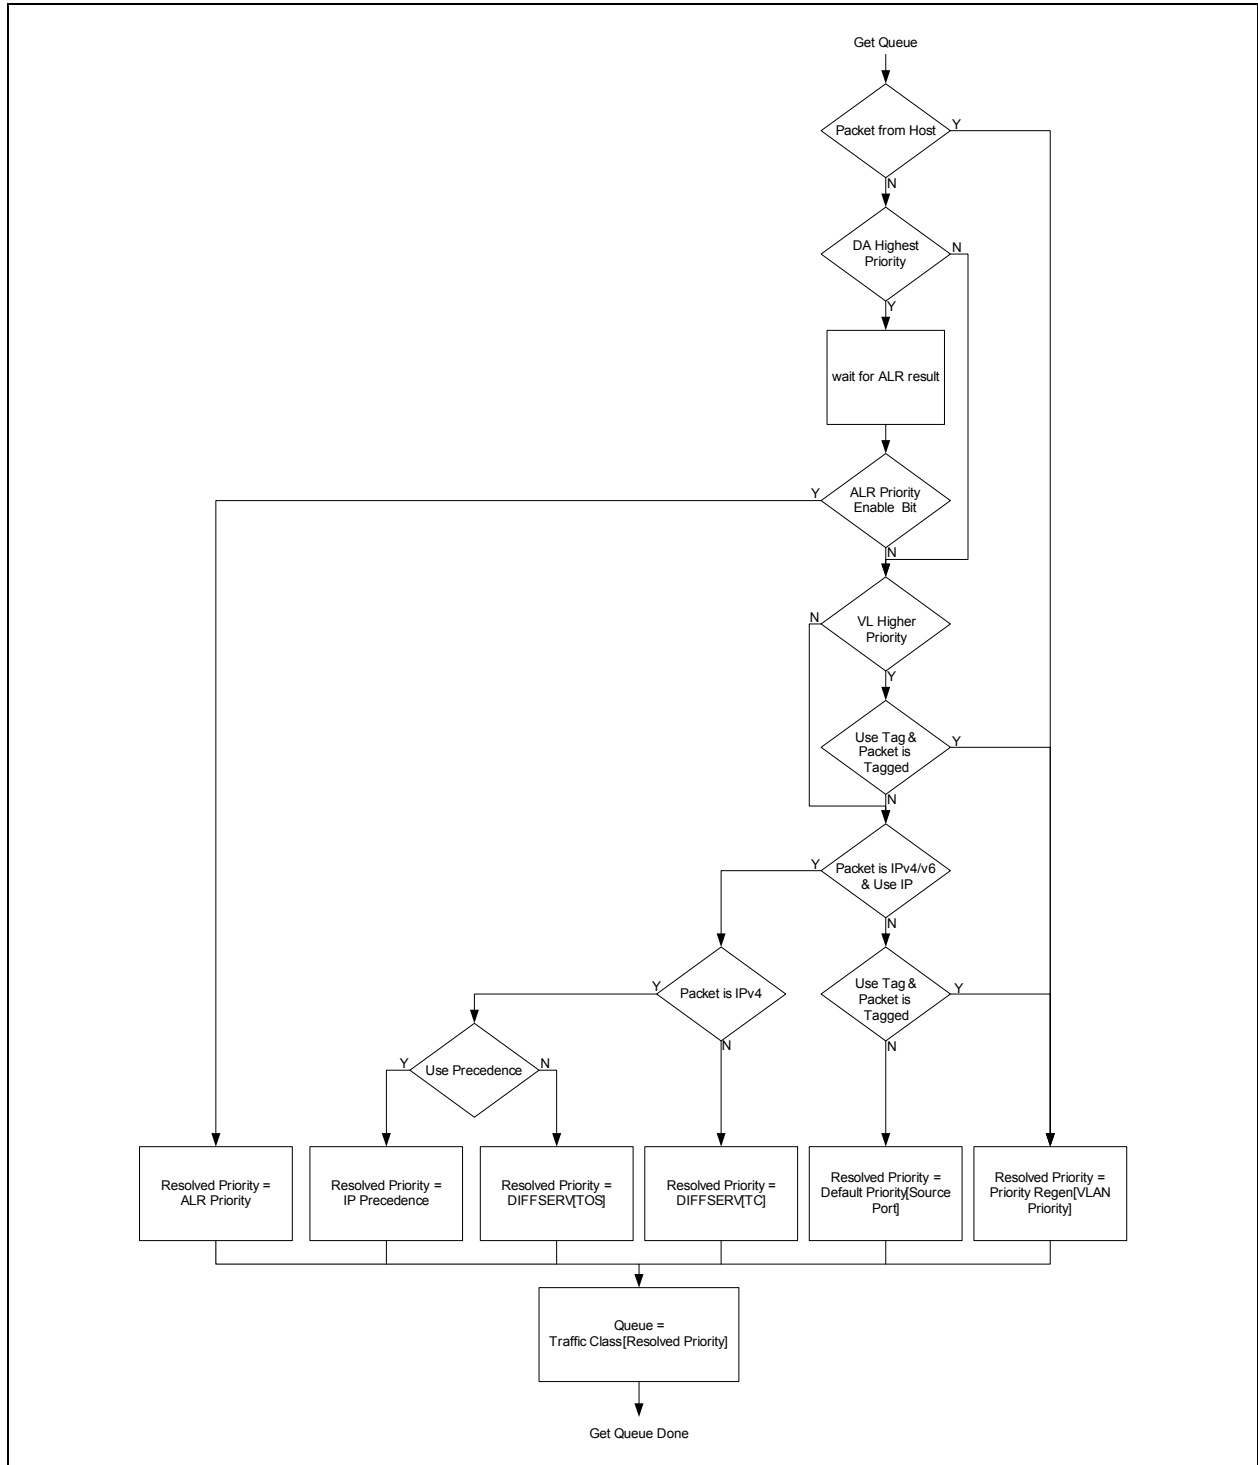 Get Queue
Packet from Host
Y
N
DA Highest
Priority
N
Y
wait for ALR result
Y
ALR Priority
Enable Bit
N
N
VL Higher
Priority
Y
Use Tag &
Packet is
Tagged
Y
N
Y
Packet is IPv4/v6
& Use IP
N
Y
Packet is IPv4
N
Use Tag &
Packet is
Tagged
Y
N
Y
Use Precedence
N
Resolved Priority =
ALR Priority
Resolved Priority =
IP Precedence
Resolved Priority =
DIFFSERV[TOS]
Resolved Priority =
DIFFSERV[TC]
Resolved Priority =
Default Priority[Source
Port]
Resolved Priority =
Priority Regen[VLAN
Priority]
Queue =
Traffic Class[Resolved Priority]
Get Queue Done